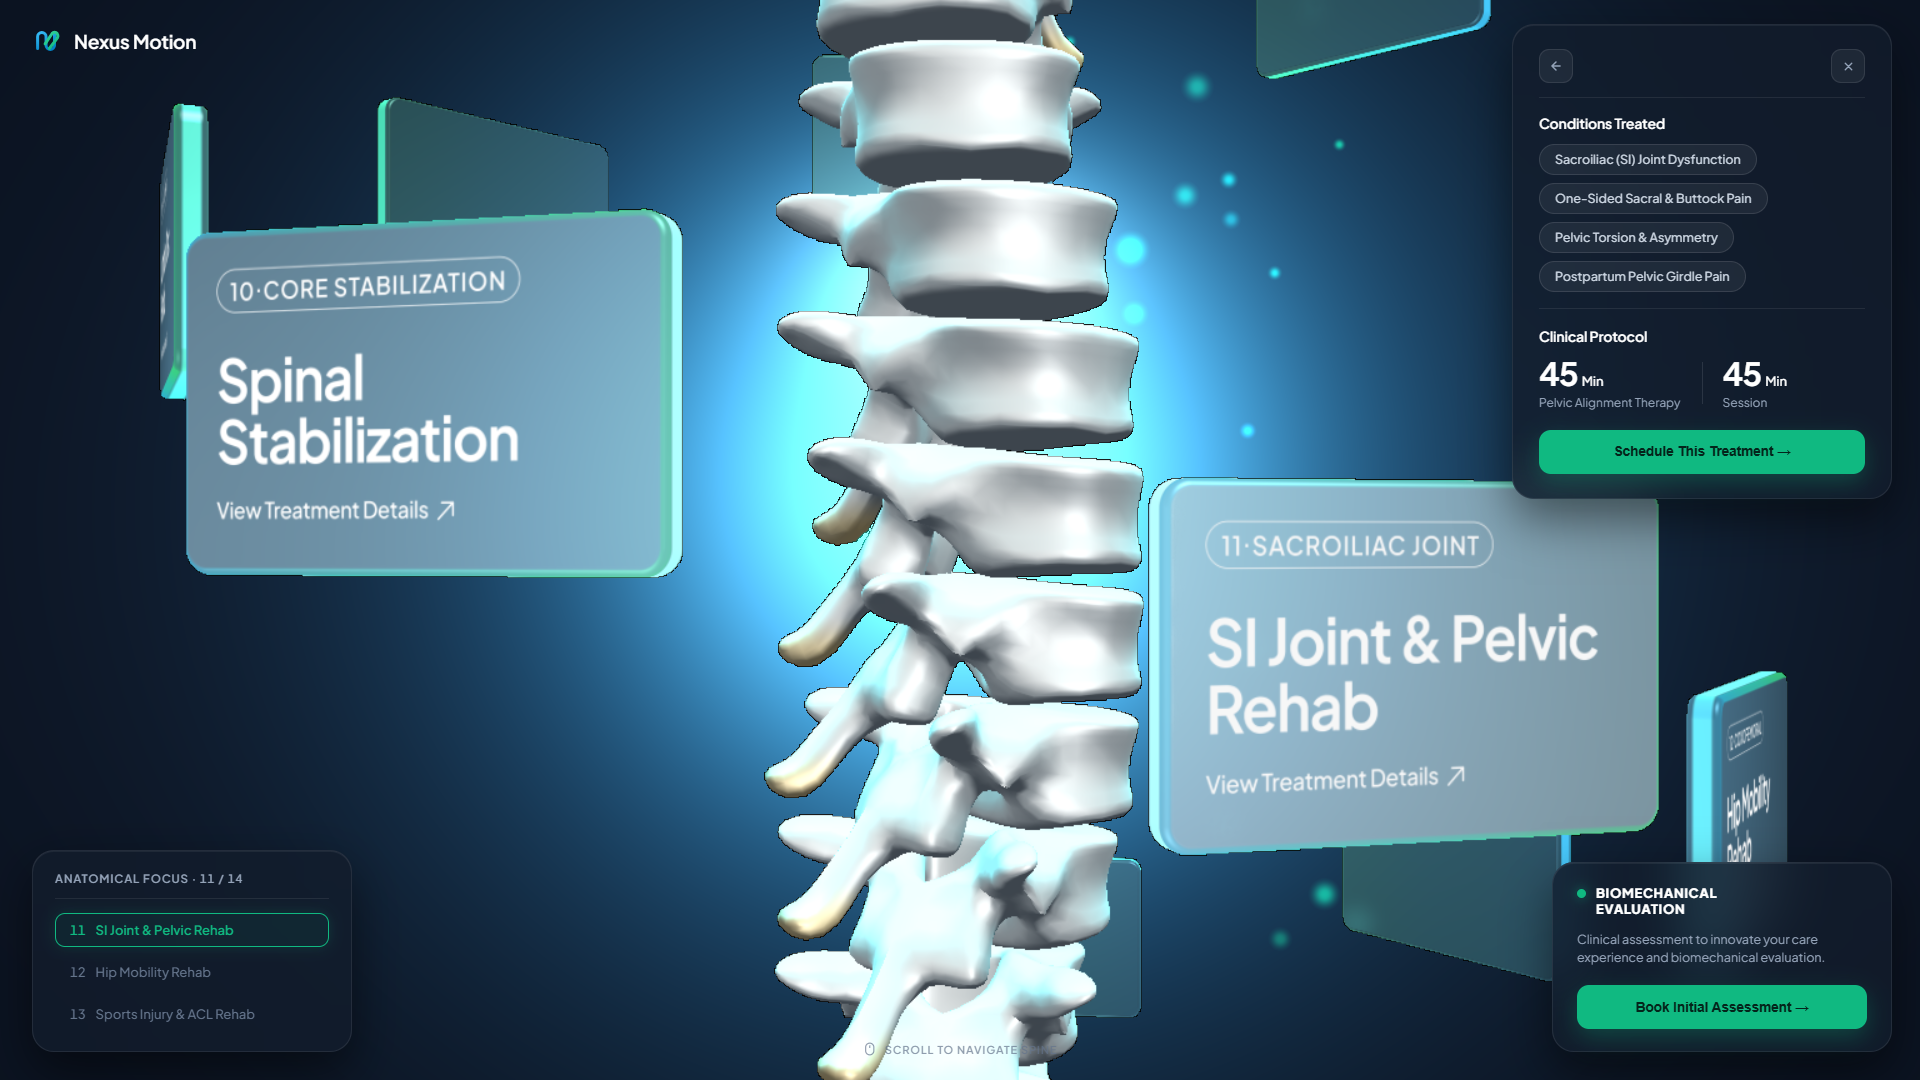 Nexus Motion
10·CORE STABILIZATION
Spinal
Stabilization
View Treatment Details ↗
Conditions Treated
Sacroiliac (SI) Joint Dysfunction
One-Sided Sacral & Buttock Pain
Pelvic Torsion & Asymmetry
Postpartum Pelvic Girdle Pain
Clinical Protocol
45 Min
Pelvic Alignment Therapy
45 Min
Session
Schedule This Treatment →
11·SACROILIAC JOINT
SI Joint & Pelvic
Rehab
View Treatment Details ↗
Hip Mobility
Rehab
ANATOMICAL FOCUS · 11 / 14
11 SI Joint & Pelvic Rehab
12 Hip Mobility Rehab
13 Sports Injury & ACL Rehab
BIOMECHANICAL
EVALUATION
Clinical assessment to innovate your care
experience and biomechanical evaluation.
Book Initial Assessment →
SCROLL TO NAVIGATE